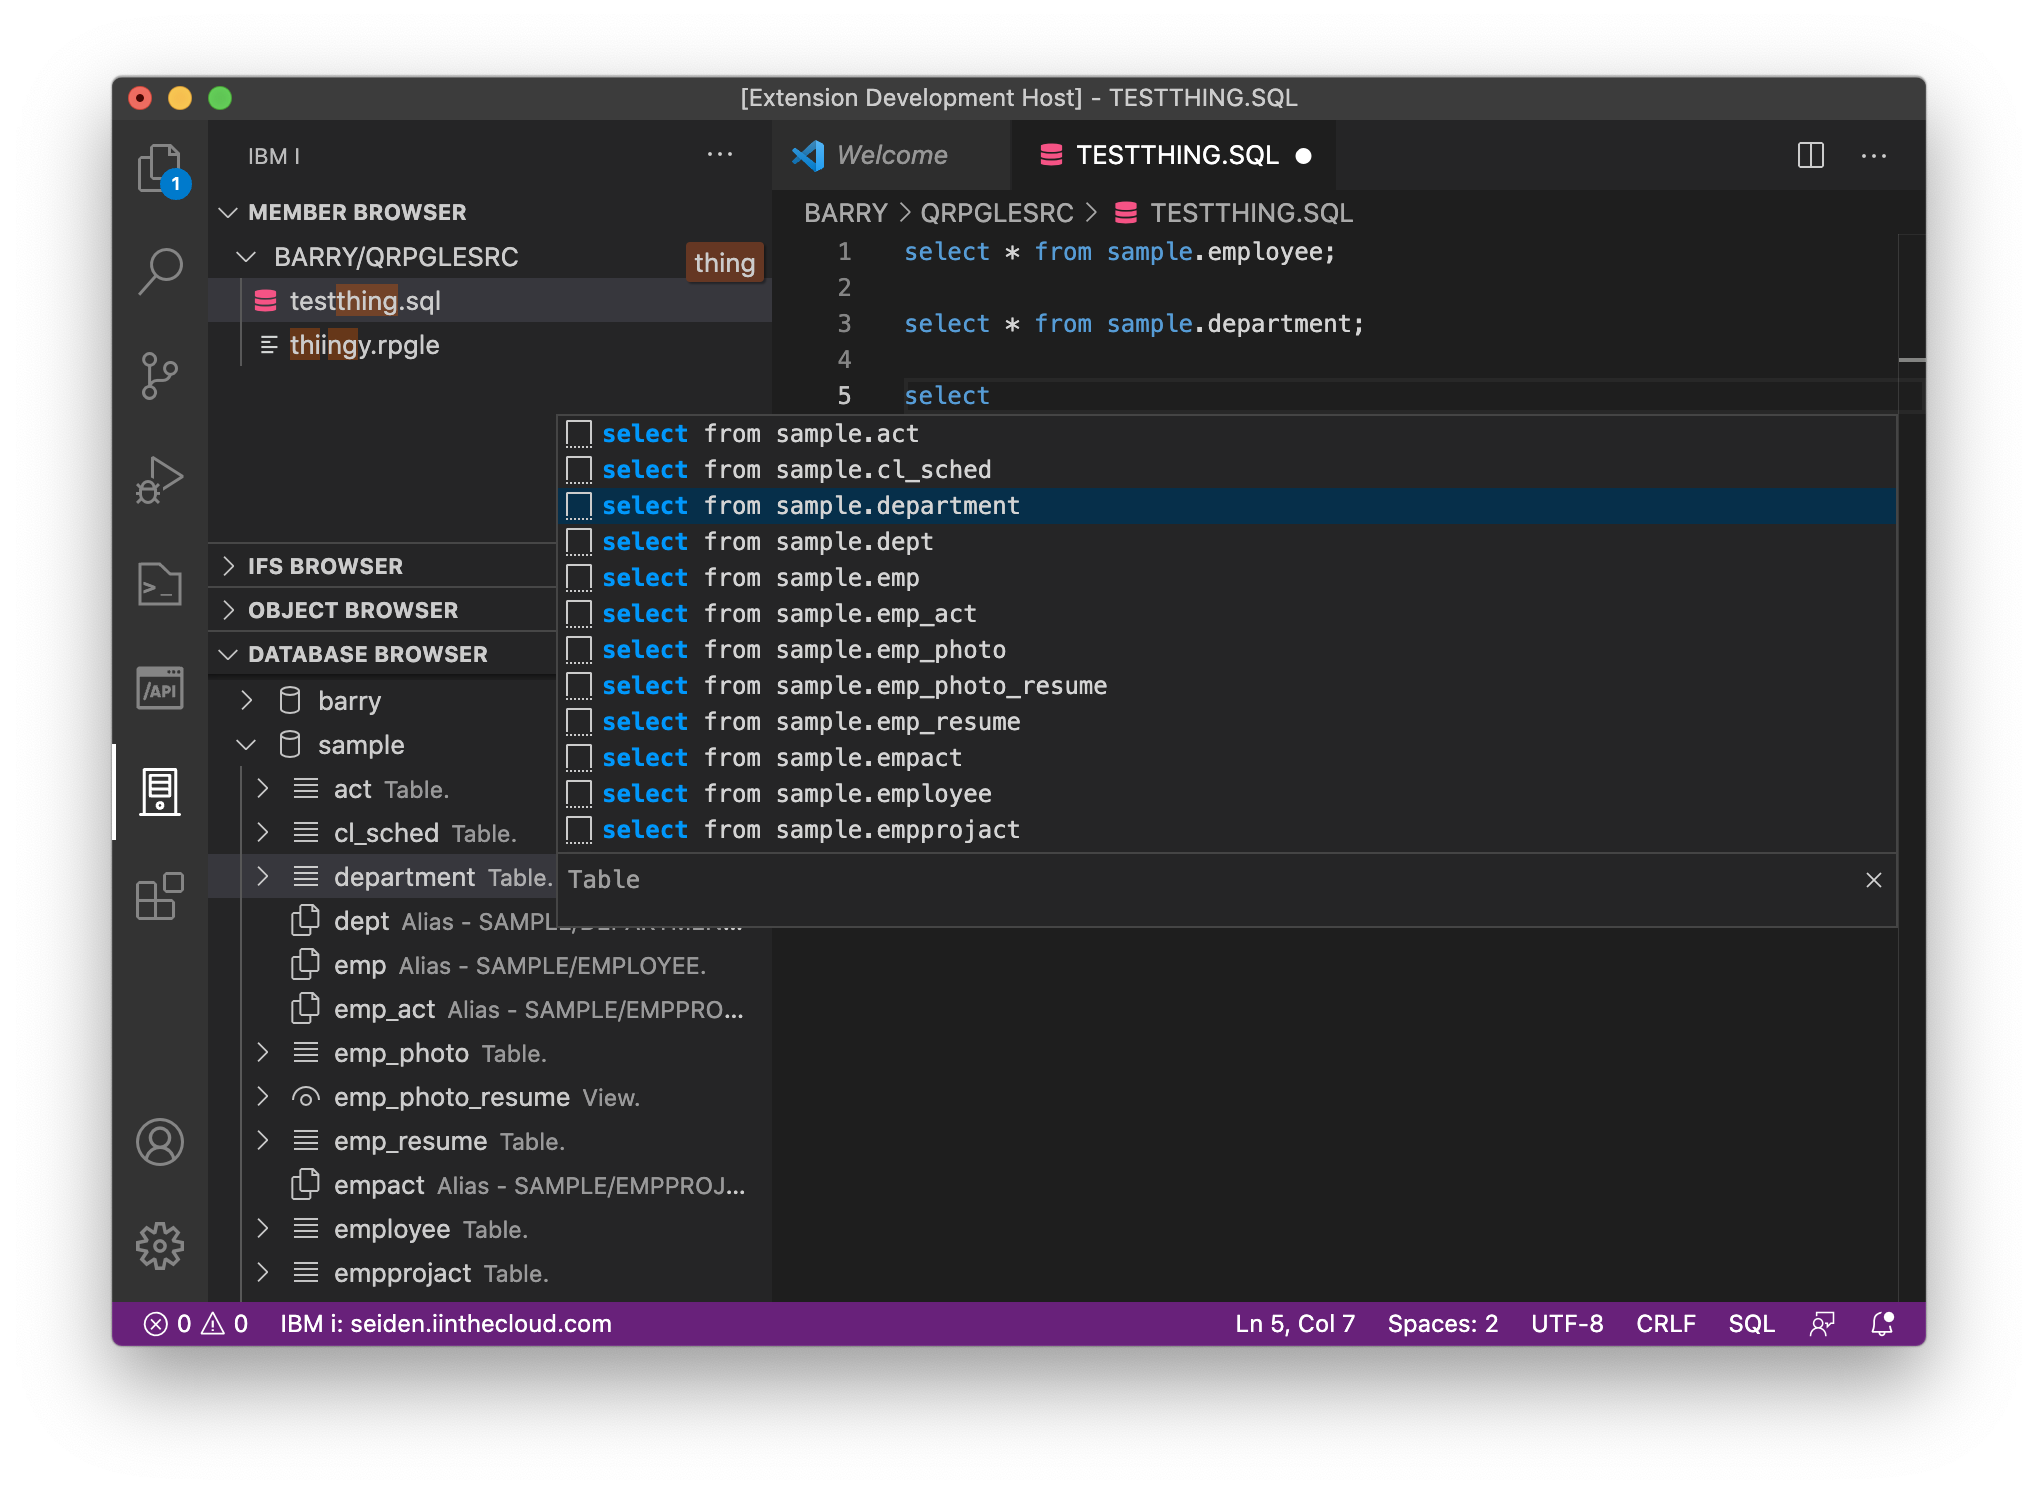 [Extension Development Host] - TESTTHING.SQL
1
IBM I
MEMBER BROWSER
BARRY/QRPGLESRC
thing
testthing.sql
thiingy.rpgle
IFS BROWSER
OBJECT BROWSER
DATABASE BROWSER
barry
sample
act Table.
cl_sched Table.
department Table.
dept Alias - SAMPLE/DEPARTMEN...
emp Alias - SAMPLE/EMPLOYEE.
emp_act Alias - SAMPLE/EMPPRO...
emp_photo Table.
emp_photo_resume View.
emp_resume Table.
empact Alias - SAMPLE/EMPPROJ...
employee Table.
empprojact Table.
/API
Welcome
TESTTHING.SQL
BARRY > QRPGLESRC > TESTTHING.SQL
1 select * from sample.employee;
2
3 select * from sample.department;
4
5 select
select from sample.act
select from sample.cl_sched
select from sample.department
select from sample.dept
select from sample.emp
select from sample.emp_act
select from sample.emp_photo
select from sample.emp_photo_resume
select from sample.emp_resume
select from sample.empact
select from sample.employee
select from sample.empprojact
Table
0 0 IBM i: seiden.iinthecloud.com Ln 5, Col 7 Spaces: 2 UTF-8 CRLF SQL